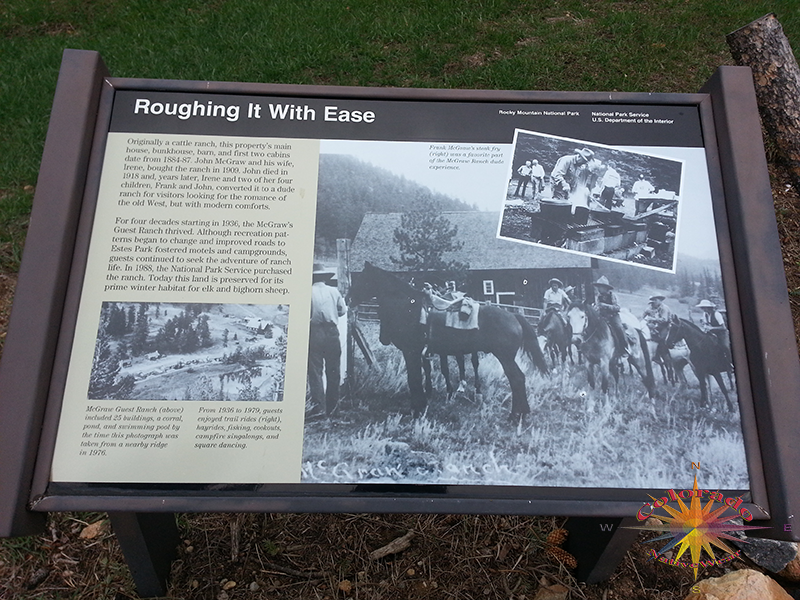 Roughing It With Ease
Rocky Mountain National Park
National Park Service
U.S. Department of the Interior
Originally a cattle ranch, this property's main
house, bunkhouse, barn, and first two cabins
date from 1884-87. John McGraw and his wife,
Irene, bought the ranch in 1909. John died in
1918 and, years later, Irene and two of her four
children, Frank and John, converted it to a dude
ranch for visitors looking for the romance of
the old West, but with modern comforts.
For four decades starting in 1936, the McGraw's
Guest Ranch thrived. Although recreation pat-
terns began to change and improved roads to
Estes Park fostered motels and campgrounds,
guests continued to seek the adventure of ranch
life. In 1988, the National Park Service purchased
the ranch. Today this land is preserved for its
prime winter habitat for elk and bighorn sheep.
McGraw Guest Ranch (above)
included 25 buildings, a corral,
pond, and swimming pool by
the time this photograph was
taken from a nearby ridge
in 1976.
From 1936 to 1979, guests
enjoyed trail rides (right),
hayrides, fishing, cookouts,
campfire singalongs, and
square dancing.
Frank McGraw's steak fry
(right) was a favorite part
of the McGraw Ranch dude
experience.
McGraw Ranch
N
W
E
S
Colorado